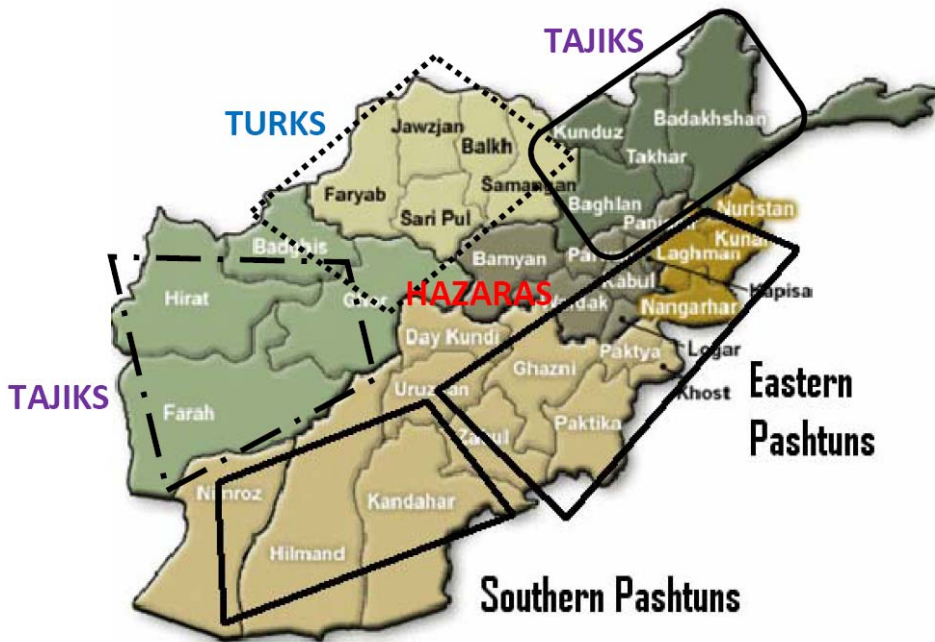 TAJIKS
TURKS
Jawzjan
Balkh
Kunduz
Badakhshan
Takhar
Faryab
Samangan
Sari Pul
Baghlan
Nuristan
Kunar
Badghis
Bamyan
Laghman
Hirat
Kabul
HAZARAS
Wardak
Nangarhar
Kapisa
Day Kundi
Ghazni
Paktya
Logar
Khost
TAJIKS
Farah
Uruzgan
Paktika
Zabul
Eastern
Pashtuns
Nimroz
Kandahar
Hilmand
Southern Pashtuns